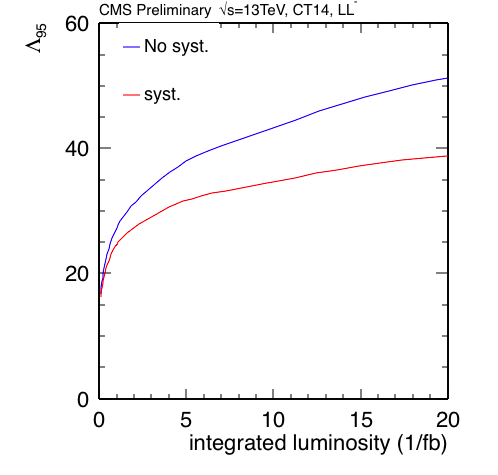 CMS Preliminary √s=13TeV, CT14, LL⁻
Λ95
60
No syst.
syst.
40
20
0
0 5 10 15 20
integrated luminosity (1/fb)